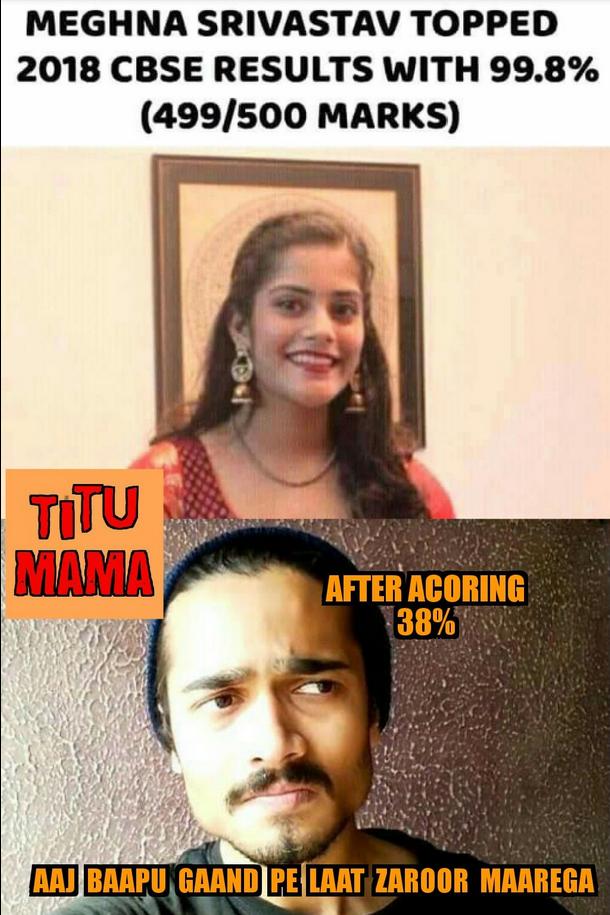 MEGHNA SRIVASTAV TOPPED
2018 CBSE RESULTS WITH 99.8%
(499/500 MARKS)
TiTU
MAMA
AFTER ACORING
38%
AAJ BAAPU GAAND PE LAAT ZAROOR MAAREGA